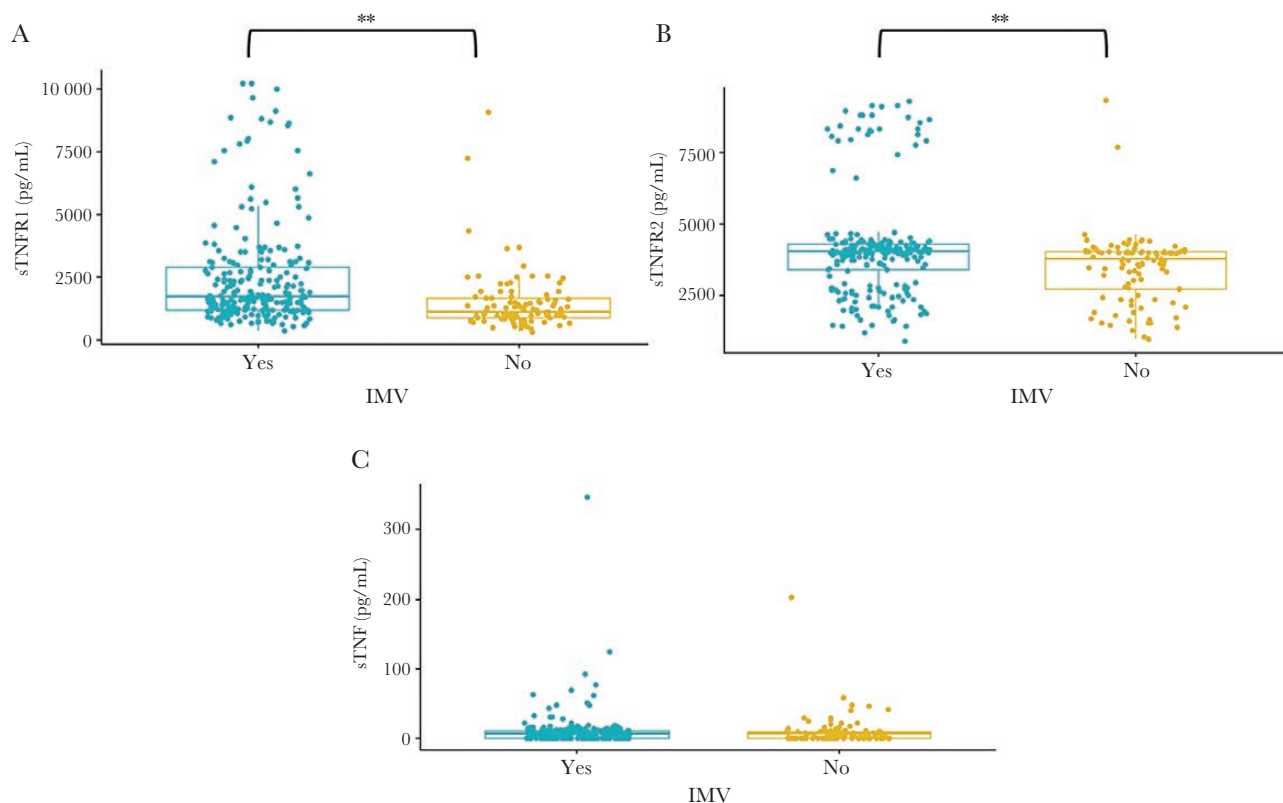 A
**
sTNFR1 (pg/mL)
10 000
7500
5000
2500
0
Yes
No
IMV
B
**
sTNFR2 (pg/mL)
7500
5000
2500
Yes
No
IMV
C
sTNF (pg/mL)
300
200
100
0
Yes
No
IMV